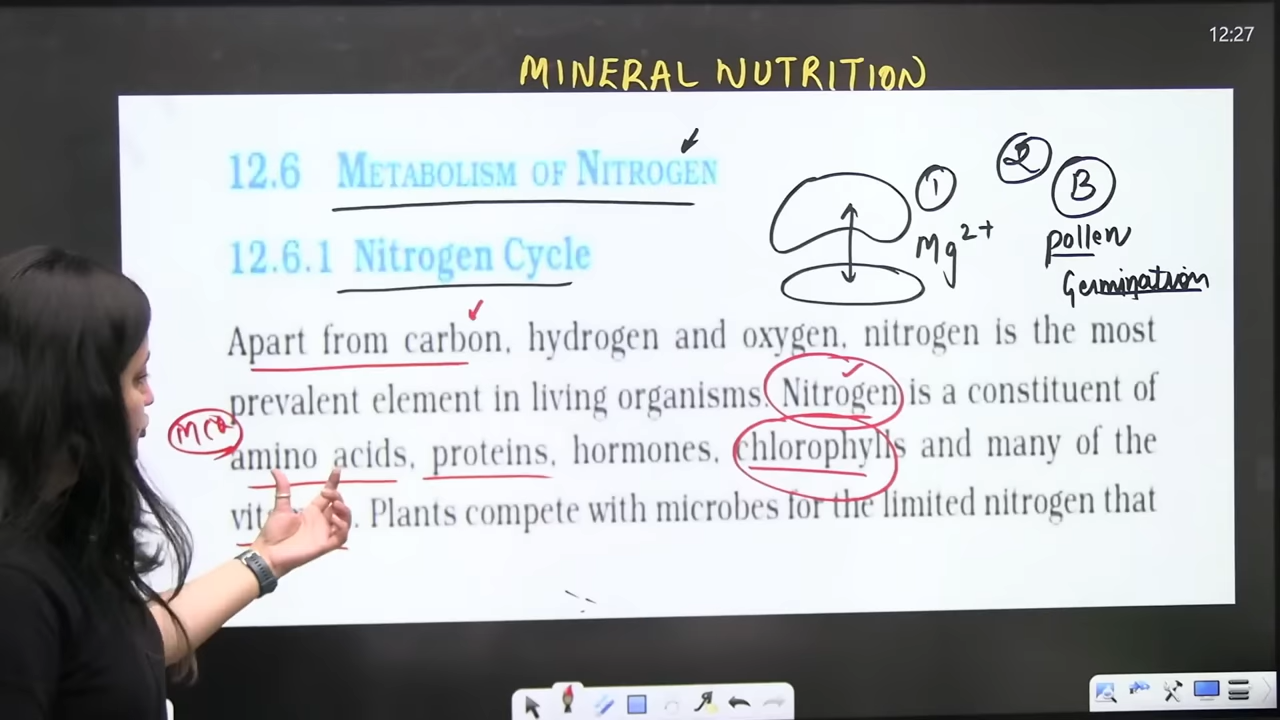 12:27
MINERAL NUTRITION
12.6 METABOLISM OF NITROGEN
12.6.1 Nitrogen Cycle
1
Mg2+
2
B
pollen
Germination
Apart from carbon, hydrogen and oxygen, nitrogen is the most
prevalent element in living organisms. Nitrogen is a constituent of
MCQ
amino acids, proteins, hormones, chlorophylls and many of the
. Plants compete with microbes for the limited nitrogen that